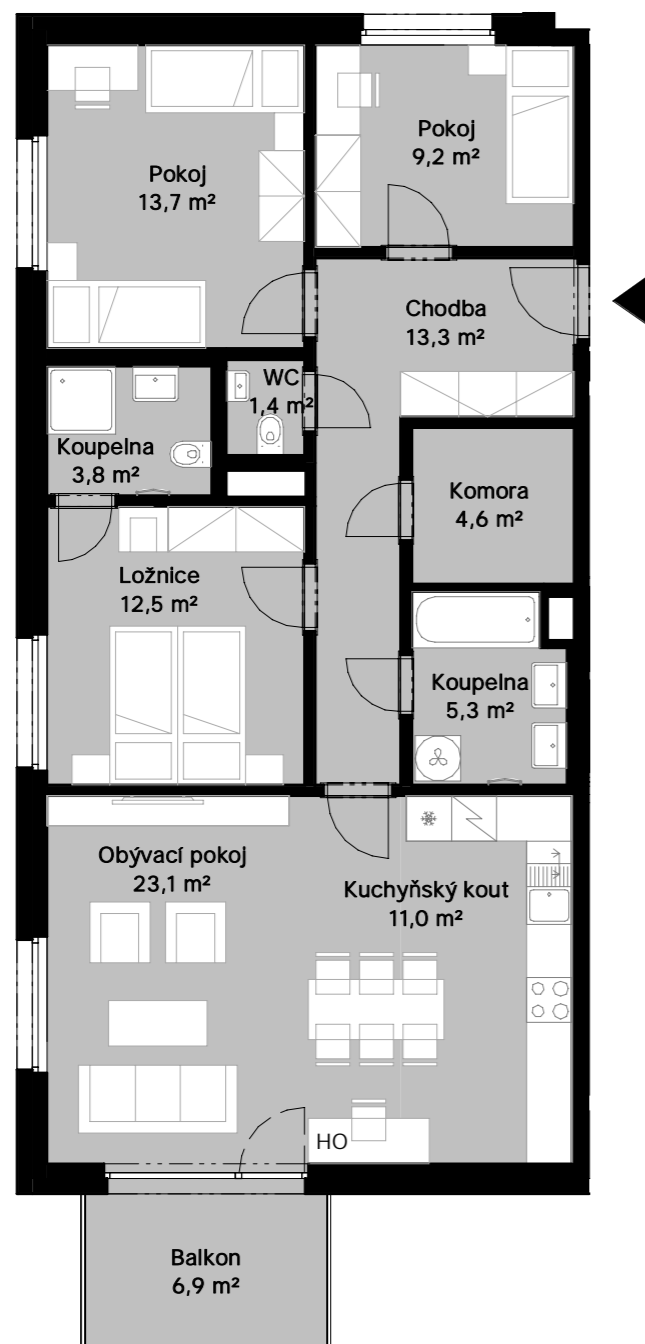 Pokoj
13,7 m²
Pokoj
9,2 m²
Chodba
13,3 m²
WC
1,4 m²
Koupelna
3,8 m²
Komora
4,6 m²
Ložnice
12,5 m²
Koupelna
5,3 m²
Obývací pokoj
23,1 m²
Kuchyňský kout
11,0 m²
HO
Balkon
6,9 m²